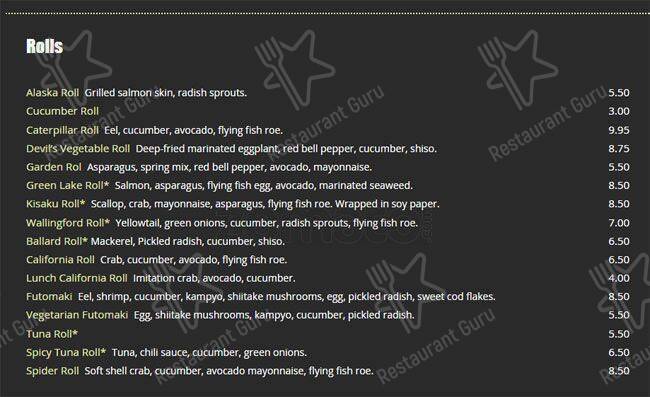 Rolls
Alaska Roll Grilled salmon skin, radish sprouts. 5.50
Cucumber Roll 3.00
Caterpillar Roll Eel, cucumber, avocado, flying fish roe. 9.95
Devil's Vegetable Roll Deep-fried marinated eggplant, red bell pepper, cucumber, shiso. 8.75
Garden Rol Asparagus, spring mix, red bell pepper, avocado, mayonnaise. 5.50
Green Lake Roll* Salmon, asparagus, flying fish egg, avocado, marinated seaweed. 8.50
Kisaku Roll* Scallop, crab, mayonnaise, asparagus, flying fish roe. Wrapped in soy paper. 8.50
Wallingford Roll* Yellowtail, green onions, cucumber, radish sprouts, flying fish roe. 7.00
Ballard Roll* Mackerel, Pickled radish, cucumber, shiso. 6.50
California Roll Crab, cucumber, avocado, flying fish roe. 6.50
Lunch California Roll Imitation crab, avocado, cucumber. 4.00
Futomaki Eel, shrimp, cucumber, kampyo, shiitake mushrooms, egg, pickled radish, sweet cod flakes. 8.50
Vegetarian Futomaki Egg, shiitake mushrooms, kampyo, cucumber, pickled radish. 5.50
Tuna Roll* 5.50
Spicy Tuna Roll* Tuna, chili sauce, cucumber, green onions. 6.50
Spider Roll Soft shell crab, cucumber, avocado mayonnaise, flying fish roe. 8.50
Restaurant Guru
Restaurant Guru
Restaurant Guru
Restaurant Guru
Restaurant Guru